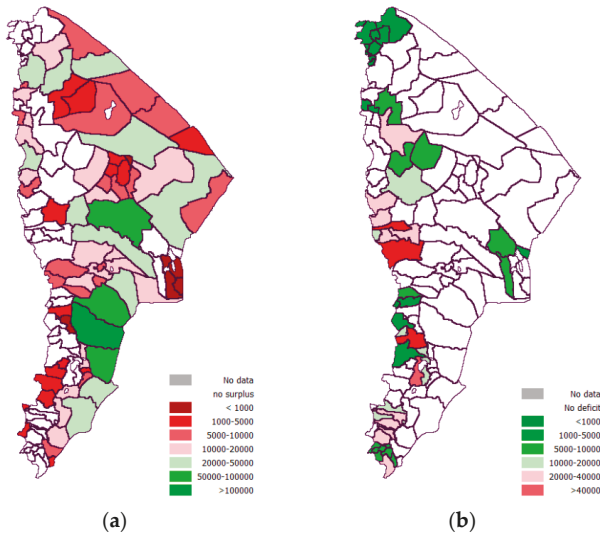 No data
no surplus
< 1000
1000-5000
5000-10000
10000-20000
20000-50000
50000-100000
>100000
(a)
No data
No deficit
<1000
1000-5000
5000-10000
10000-20000
20000-40000
>40000
(b)